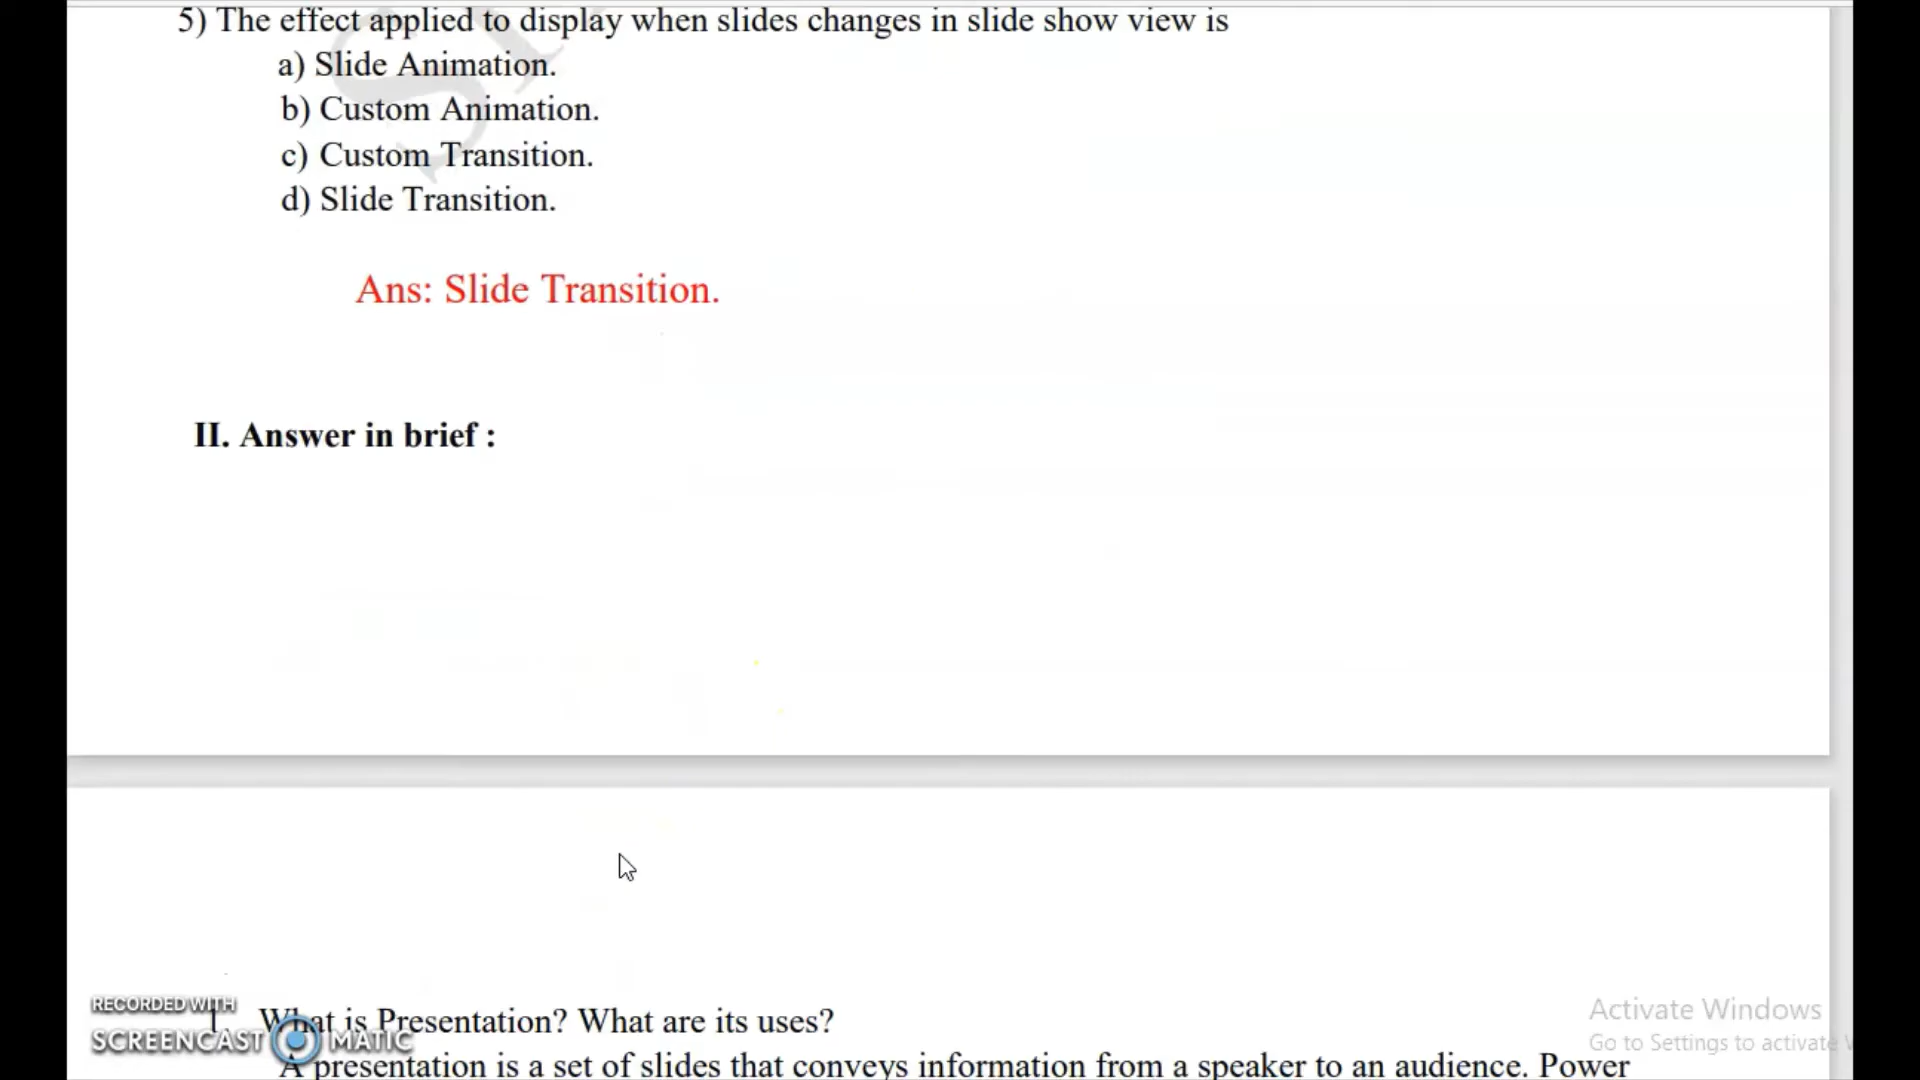 5) The effect applied to display when slides changes in slide show view is
a) Slide Animation.
b) Custom Animation.
c) Custom Transition.
d) Slide Transition.
Ans: Slide Transition.
II. Answer in brief :
1. What is Presentation? What are its uses?
A presentation is a set of slides that conveys information from a speaker to an audience. Power
RECORDED WITH
SCREENCAST MATIC
Activate Windows
Go to Settings to activate